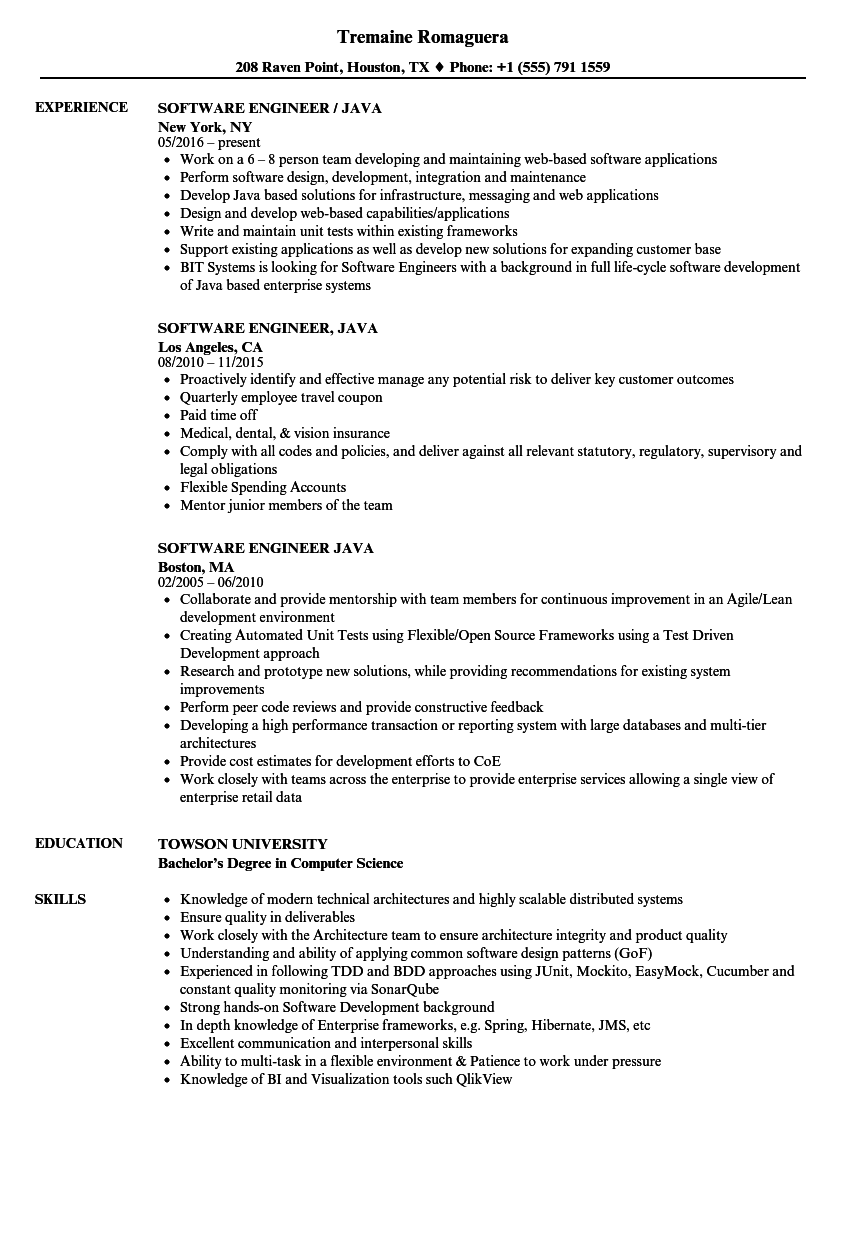 Tremaine Romaguera
208 Raven Point, Houston, TX ♦ Phone: +1 (555) 791 1559
EXPERIENCE
SOFTWARE ENGINEER / JAVA
New York, NY
05/2016 – present
• Work on a 6 – 8 person team developing and maintaining web-based software applications
• Perform software design, development, integration and maintenance
• Develop Java based solutions for infrastructure, messaging and web applications
• Design and develop web-based capabilities/applications
• Write and maintain unit tests within existing frameworks
• Support existing applications as well as develop new solutions for expanding customer base
• BIT Systems is looking for Software Engineers with a background in full life-cycle software development
of Java based enterprise systems
SOFTWARE ENGINEER, JAVA
Los Angeles, CA
08/2010 – 11/2015
• Proactively identify and effective manage any potential risk to deliver key customer outcomes
• Quarterly employee travel coupon
• Paid time off
• Medical, dental, & vision insurance
• Comply with all codes and policies, and deliver against all relevant statutory, regulatory, supervisory and
legal obligations
• Flexible Spending Accounts
• Mentor junior members of the team
SOFTWARE ENGINEER JAVA
Boston, MA
02/2005 – 06/2010
• Collaborate and provide mentorship with team members for continuous improvement in an Agile/Lean
development environment
• Creating Automated Unit Tests using Flexible/Open Source Frameworks using a Test Driven
Development approach
• Research and prototype new solutions, while providing recommendations for existing system
improvements
• Perform peer code reviews and provide constructive feedback
• Developing a high performance transaction or reporting system with large databases and multi-tier
architectures
• Provide cost estimates for development efforts to CoE
• Work closely with teams across the enterprise to provide enterprise services allowing a single view of
enterprise retail data
EDUCATION
TOWSON UNIVERSITY
Bachelor's Degree in Computer Science
SKILLS
• Knowledge of modern technical architectures and highly scalable distributed systems
• Ensure quality in deliverables
• Work closely with the Architecture team to ensure architecture integrity and product quality
• Understanding and ability of applying common software design patterns (GoF)
• Experienced in following TDD and BDD approaches using JUnit, Mockito, EasyMock, Cucumber and
constant quality monitoring via SonarQube
• Strong hands-on Software Development background
• In depth knowledge of Enterprise frameworks, e.g. Spring, Hibernate, JMS, etc
• Excellent communication and interpersonal skills
• Ability to multi-task in a flexible environment & Patience to work under pressure
• Knowledge of BI and Visualization tools such QlikView